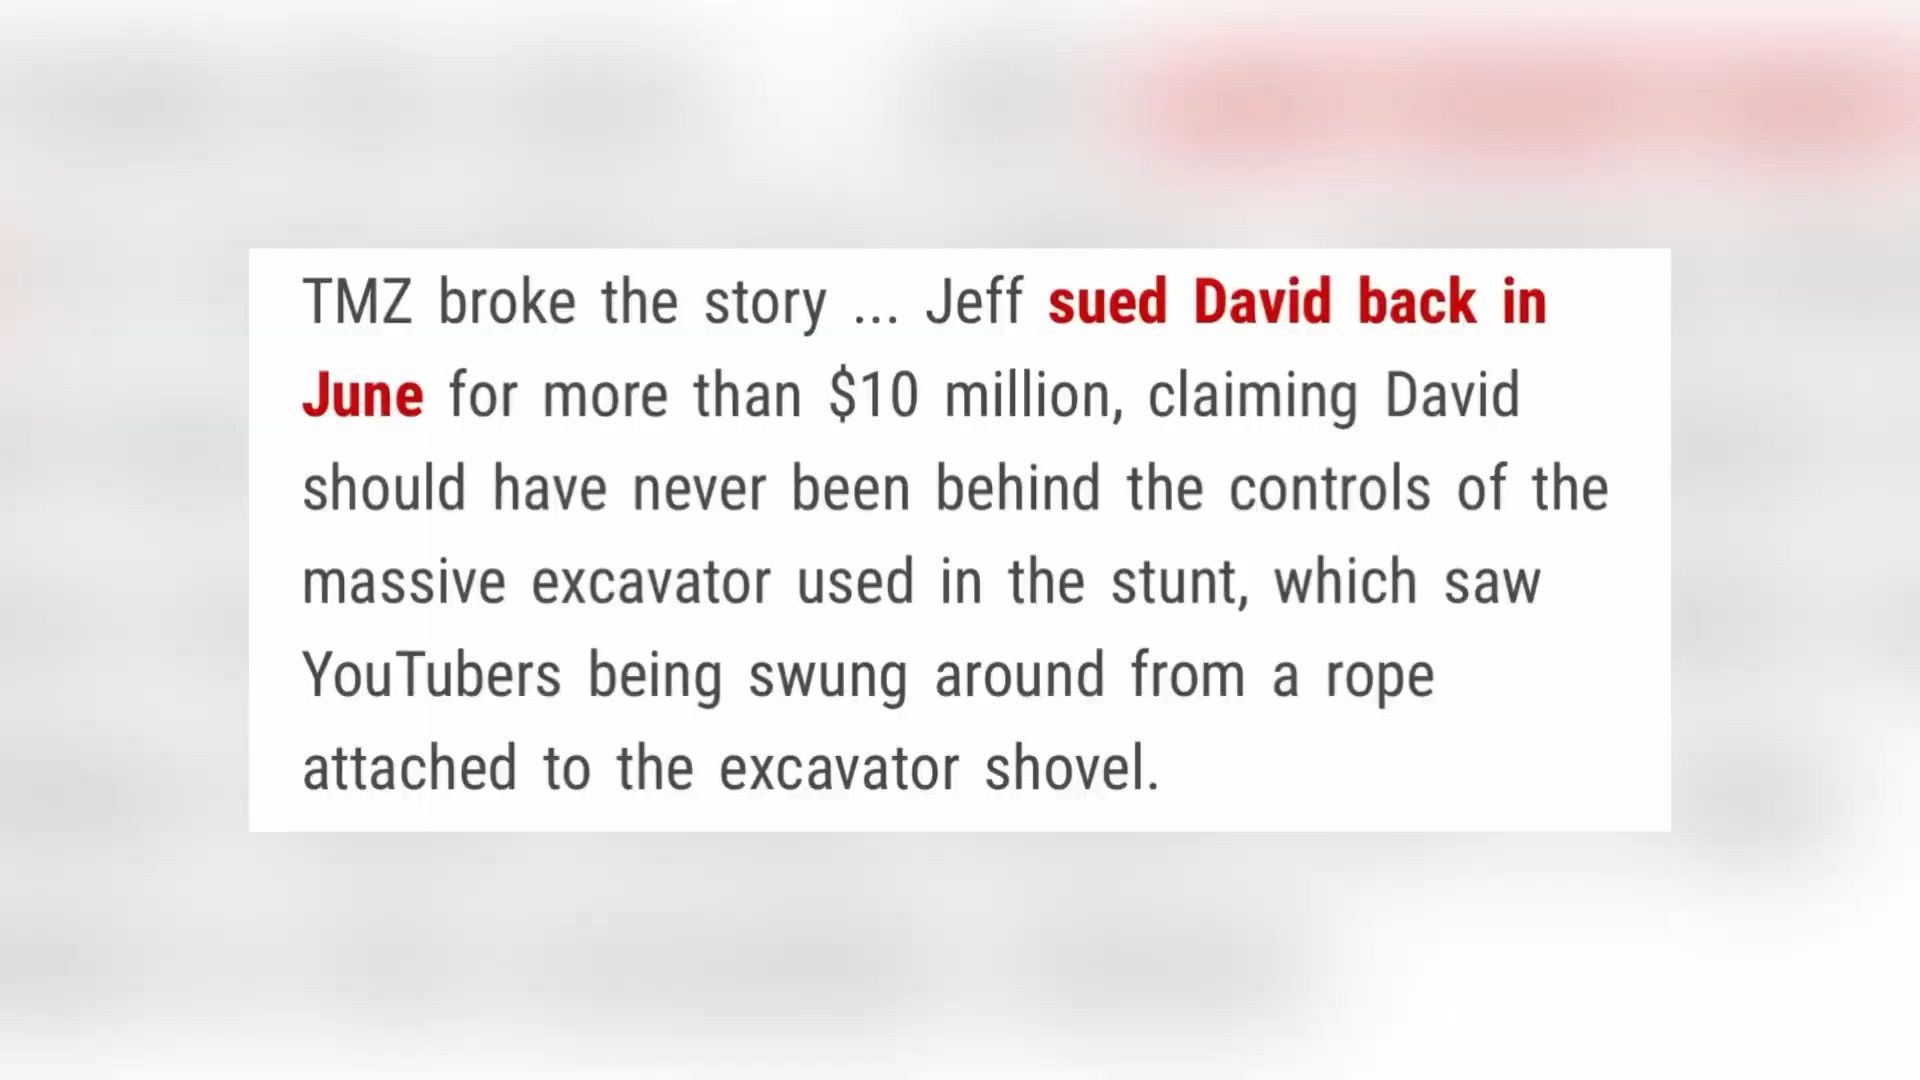 TMZ broke the story ... Jeff sued David back in
June for more than $10 million, claiming David
should have never been behind the controls of the
massive excavator used in the stunt, which saw
YouTubers being swung around from a rope
attached to the excavator shovel.